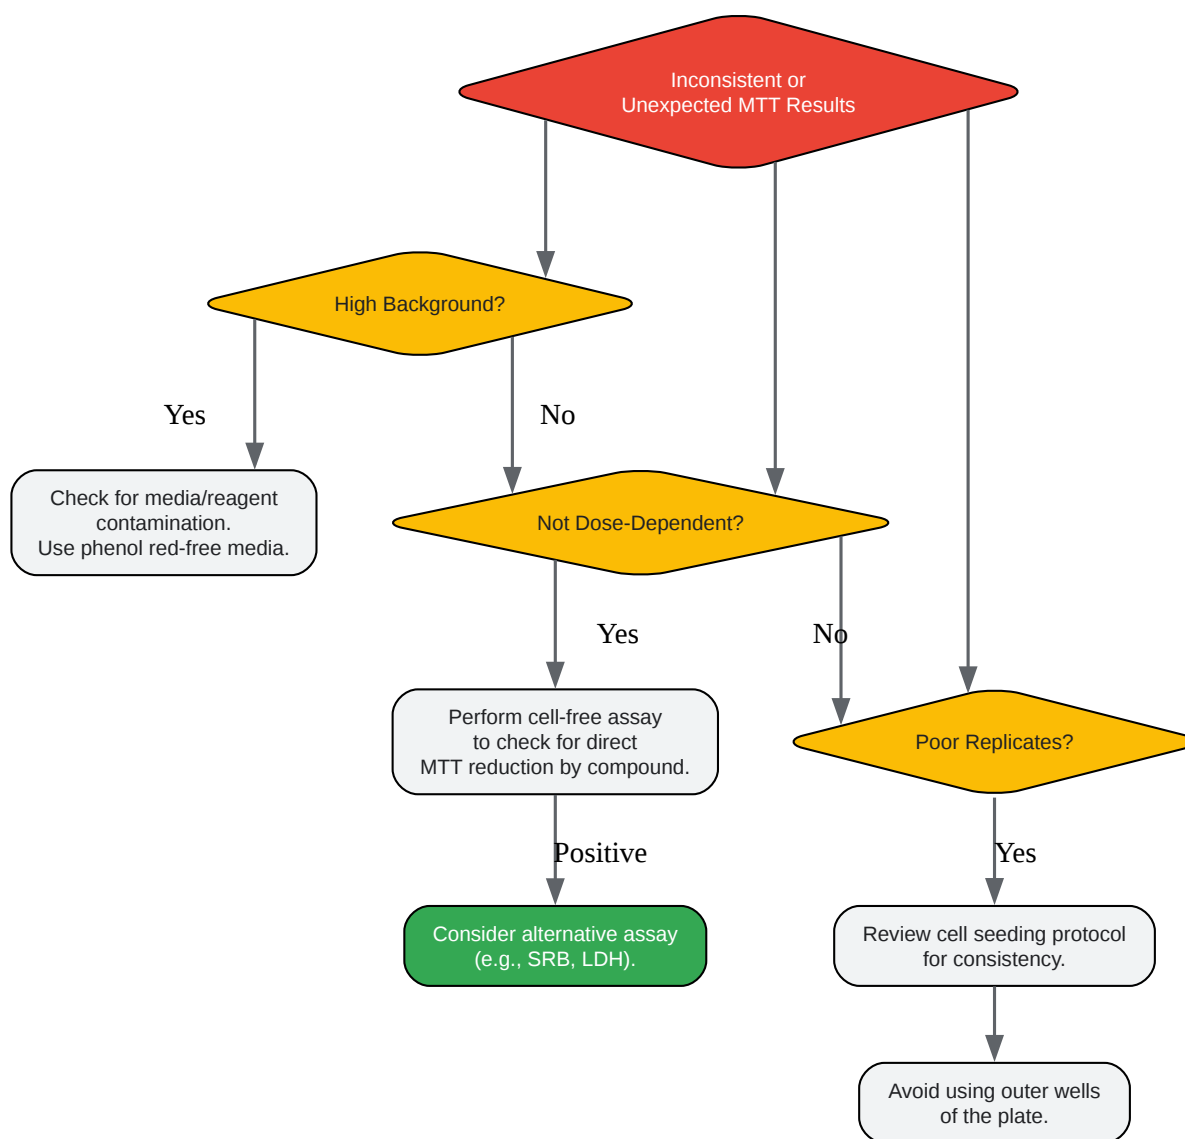 Inconsistent or
Unexpected MTT Results
High Background?
Yes
No
Check for media/reagent
contamination.
Use phenol red-free media.
Not Dose-Dependent?
Yes
No
Perform cell-free assay
to check for direct
MTT reduction by compound.
Poor Replicates?
Positive
Yes
Consider alternative assay
(e.g., SRB, LDH).
Review cell seeding protocol
for consistency.
Avoid using outer wells
of the plate.